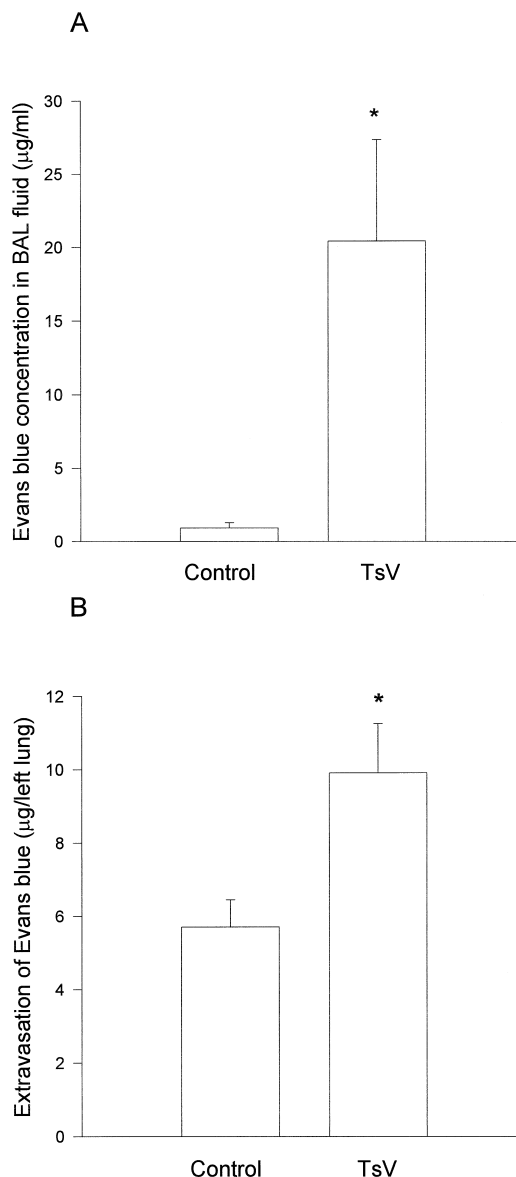 A
Evans blue concentration in BAL fluid (µg/ml)
30
25
20
15
10
5
0
*
Control
TsV
B
Extravasation of Evans blue (µg/left lung)
12
10
8
6
4
2
0
*
Control
TsV